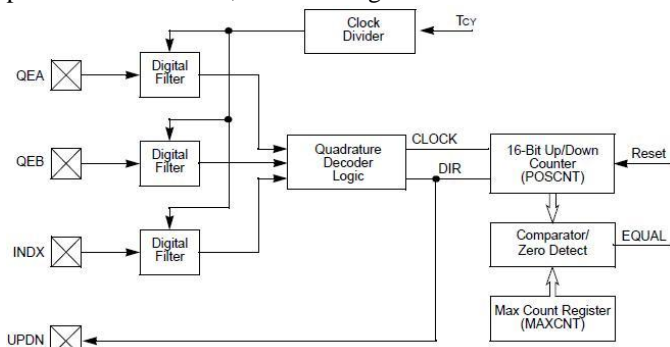 Clock
Divider
TCY
QEA
Digital
Filter
QEB
Digital
Filter
Quadrature
Decoder
Logic
CLOCK
DIR
16-Bit Up/Down
Counter
(POSCNT)
Reset
INDX
Digital
Filter
Comparator/
Zero Detect
EQUAL
Max Count Register
(MAXCNT)
UPDN